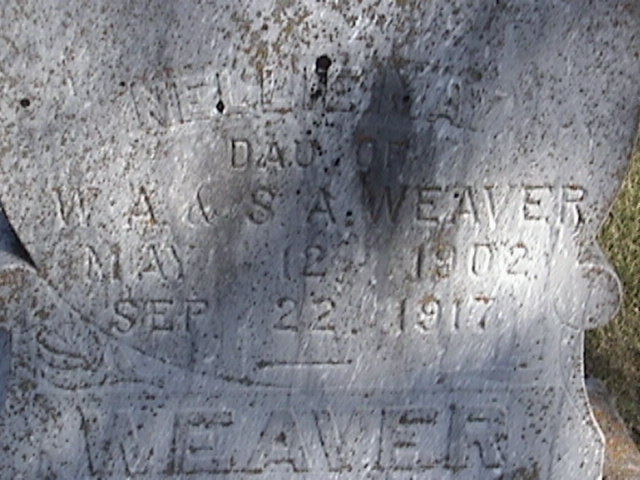 NELLIE
DAU OF
W A & S A WEAVER
MAY 12 1902
SEP 22 1917
WEAVER